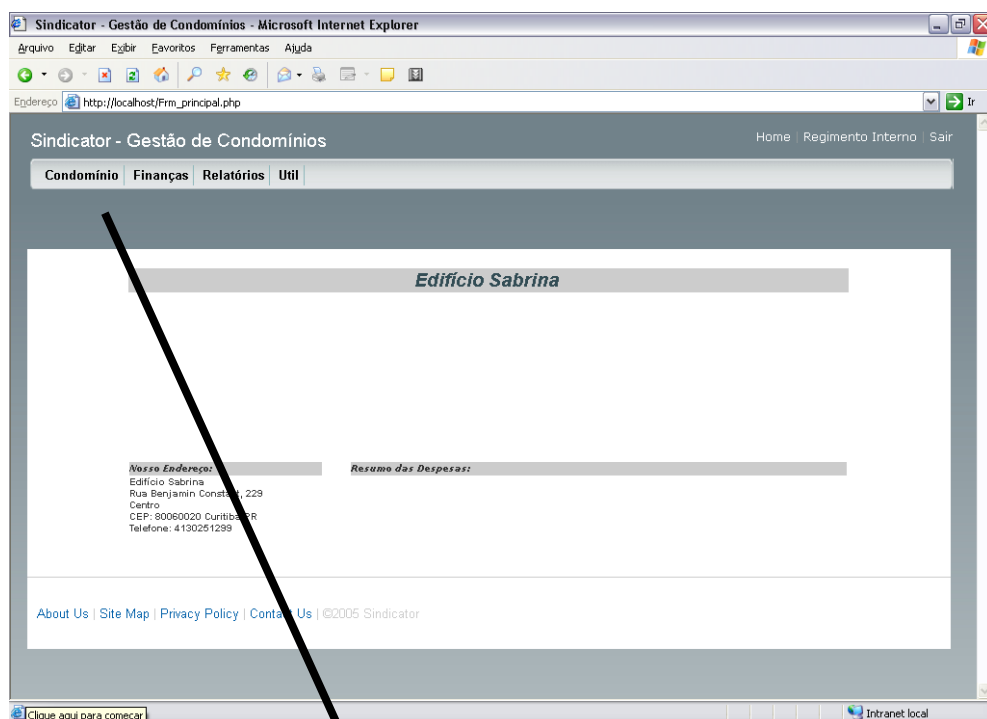 Sindicator - Gestão de Condomínios - Microsoft Internet Explorer
Arquivo Editar Exibir Favoritos Ferramentas Ajuda
Endereço http://localhost/Frm_principal.php Ir
Sindicator - Gestão de Condomínios
Home | Regimento Interno | Sair
Condomínio Finanças Relatórios Util
Edifício Sabrina
Nosso Endereço:
Edifício Sabrina
Rua Benjamin Constant, 229
Centro
CEP: 80060020 Curitiba PR
Telefone: 4130251299
Resumo das Despesas:
About Us | Site Map | Privacy Policy | Contact Us | ©2005 Sindicator
Clique aqui para começar
Intranet local